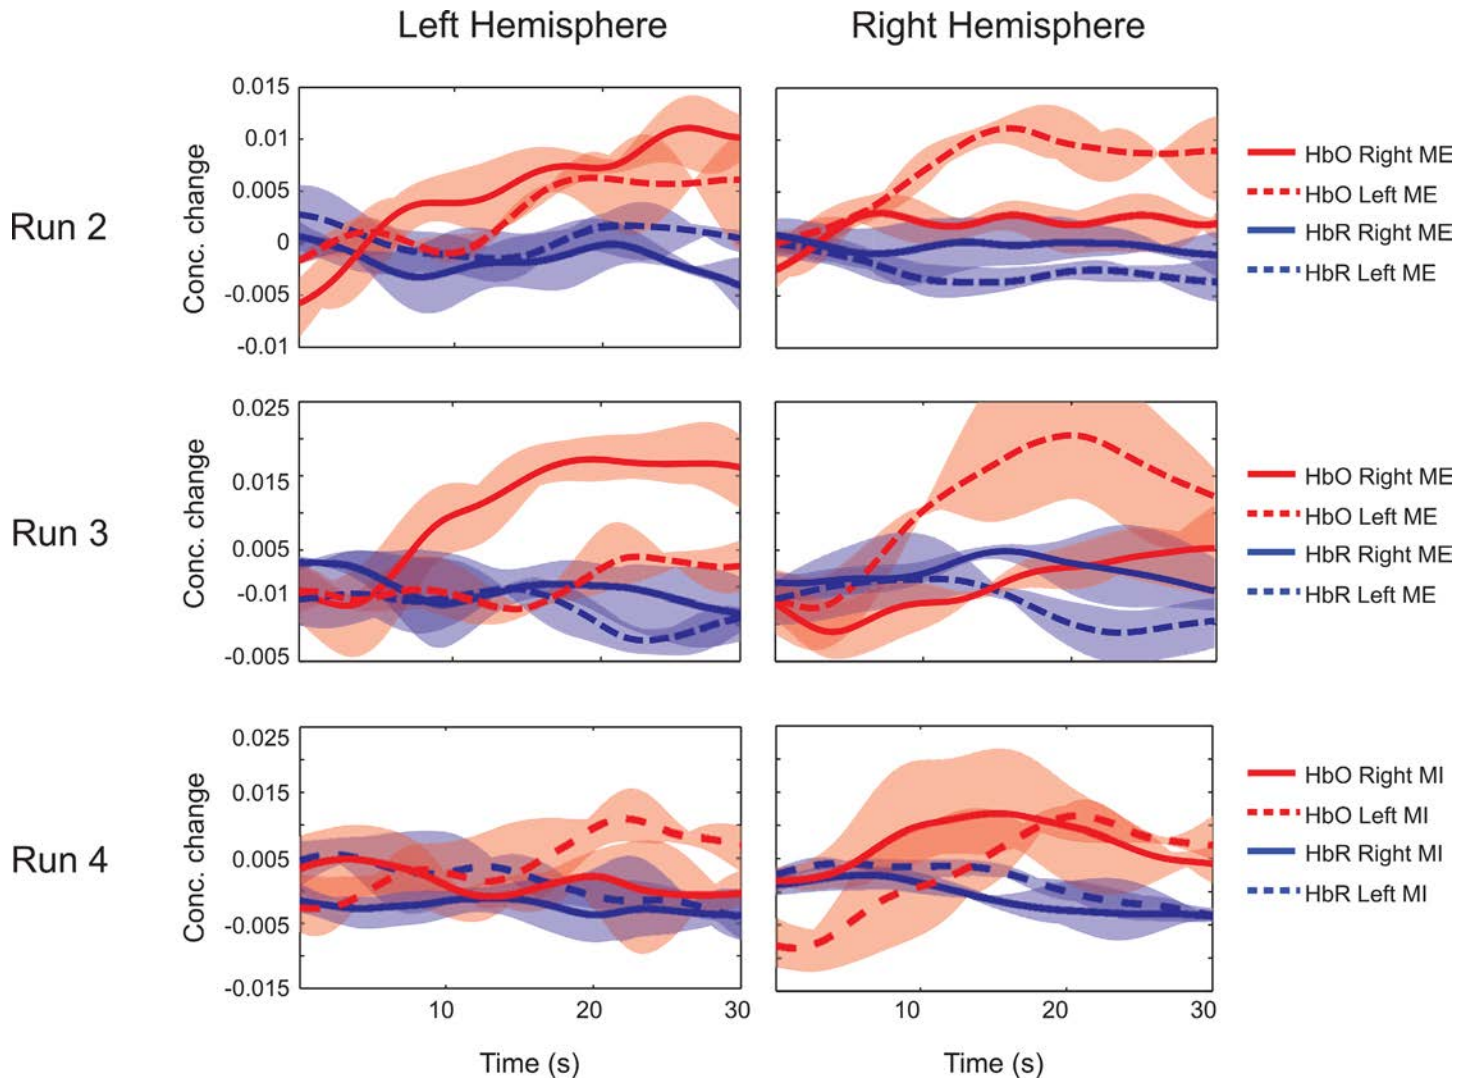 Left Hemisphere
Right Hemisphere
Run 2
Conc. change
0.015
0.01
0.005
0
-0.005
-0.01
HbO Right ME
HbO Left ME
HbR Right ME
HbR Left ME
Run 3
Conc. change
0.025
0.015
0.005
-0.01
-0.005
HbO Right ME
HbO Left ME
HbR Right ME
HbR Left ME
Run 4
Conc. change
0.025
0.015
0.005
-0.005
-0.015
HbO Right MI
HbO Left MI
HbR Right MI
HbR Left MI
10 20 30
10 20 30
Time (s)
Time (s)